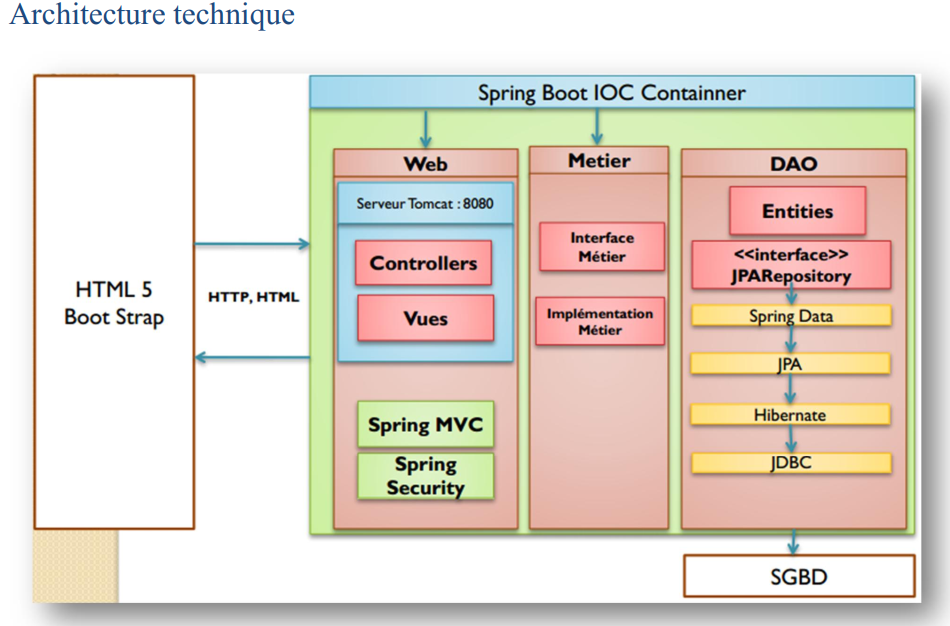 Architecture technique
Spring Boot IOC Containner
HTML 5
Boot Strap
HTTP, HTML
Web
Serveur Tomcat : 8080
Controllers
Vues
Spring MVC
Spring
Security
Metier
Interface
Métier
Implémentation
Métier
DAO
Entities
<<interface>>
JPARepository
Spring Data
JPA
Hibernate
JDBC
SGBD